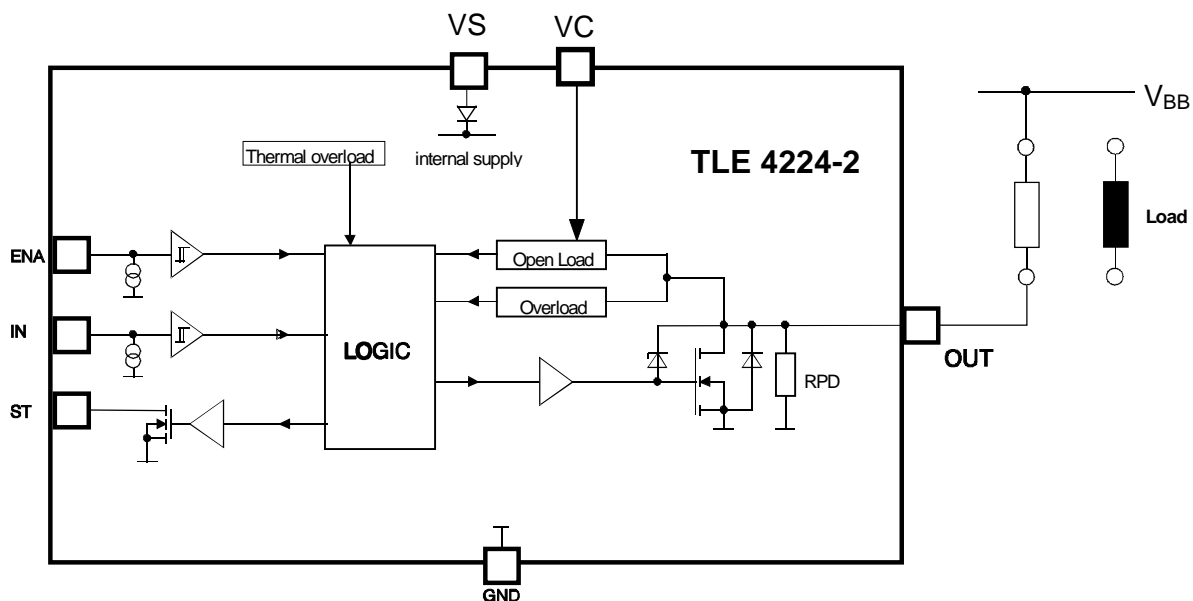 VS
VC
V_BB
Thermal overload
internal supply
TLE 4224-2
Load
ENA
Open Load
Overload
IN
LOGIC
OUT
RPD
ST
GND